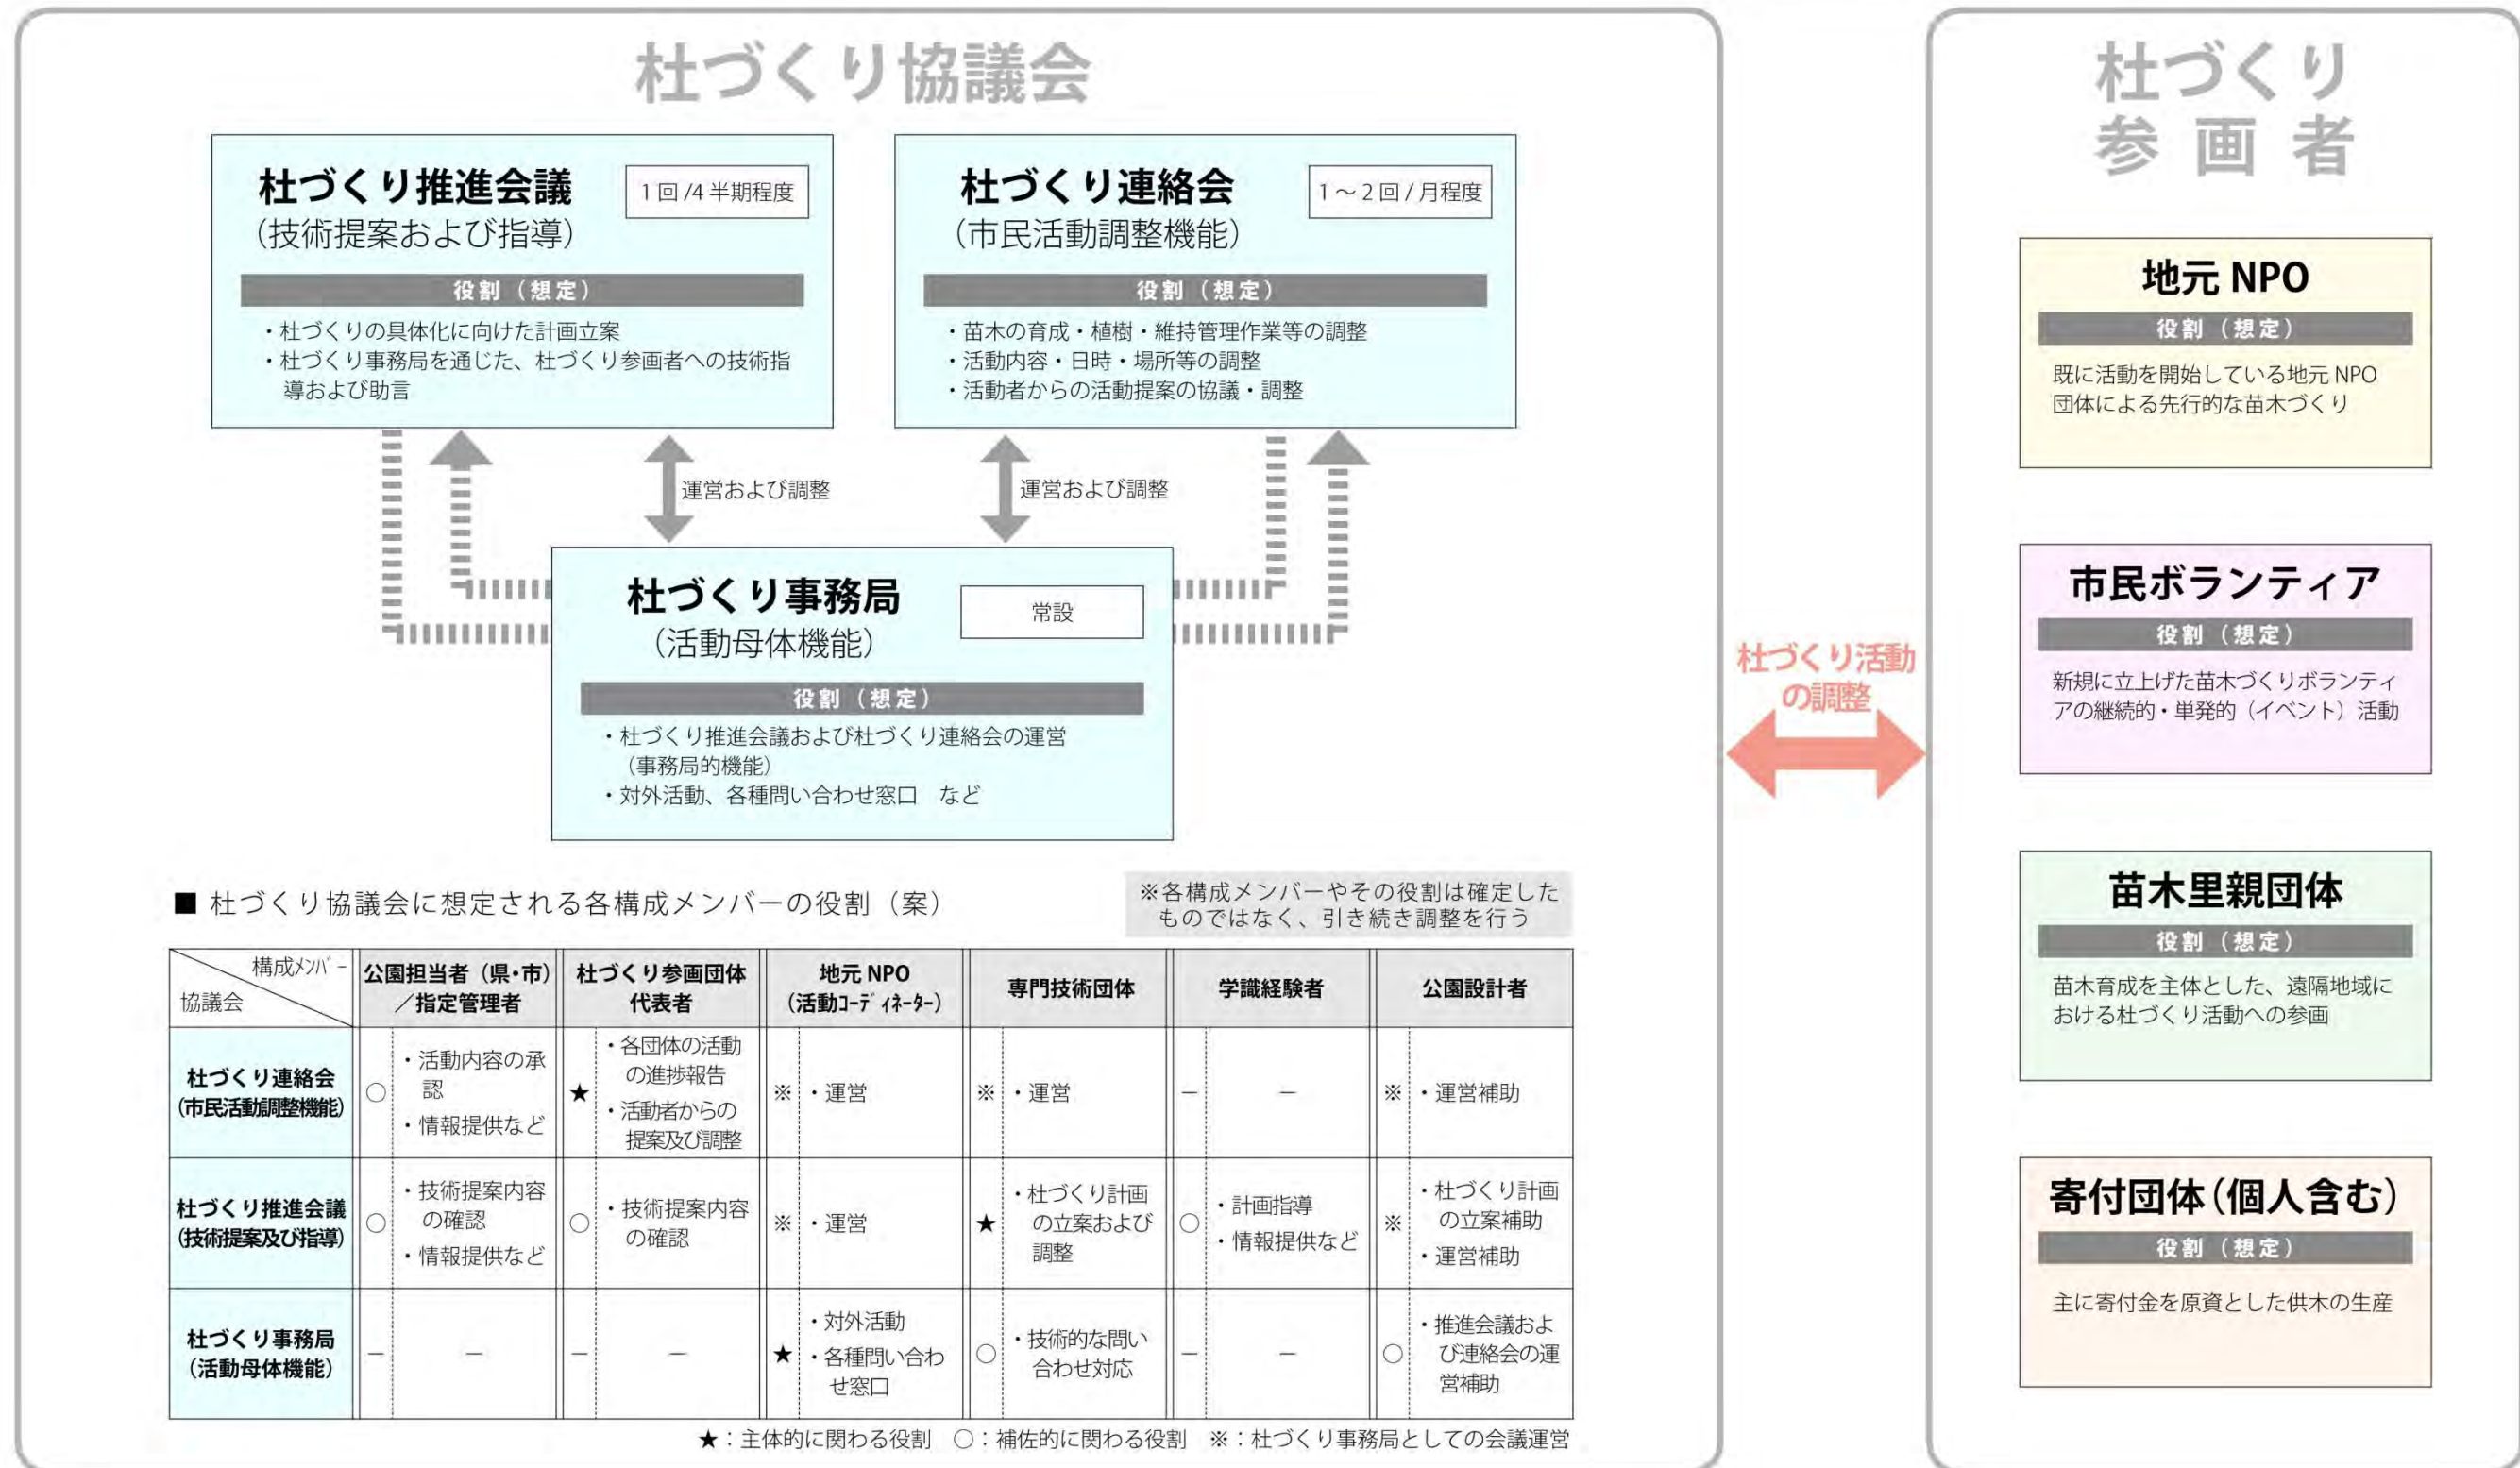 杜づくり協議会
杜づくり推進会議
1回/4半期程度
（技術提案および指導）
役割（想定）
・杜づくりの具体化に向けた計画立案
・杜づくり事務局を通じた、杜づくり参画者への技術指
導および助言
杜づくり連絡会
1～2回/月程度
（市民活動調整機能）
役割（想定）
・苗木の育成・植樹・維持管理作業等の調整
・活動内容・日時・場所等の調整
・活動者からの活動提案の協議・調整
運営および調整
運営および調整
杜づくり事務局
常設
（活動母体機能）
役割（想定）
・杜づくり推進会議および杜づくり連絡会の運営
（事務局的機能）
・対外活動、各種問い合わせ窓口　など
■ 杜づくり協議会に想定される各構成メンバーの役割（案）
※各構成メンバーやその役割は確定した
ものではなく、引き続き調整を行う
構成ﾒﾝﾊﾞｰ
協議会
公園担当者（県・市）
／指定管理者
杜づくり参画団体
代表者
地元 NPO
（活動ｺｰﾃﾞｨﾈｰﾀｰ）
専門技術団体
学識経験者
公園設計者
杜づくり連絡会
（市民活動調整機能）
○
・活動内容の承
認
・情報提供など
★
・各団体の活動
の進捗報告
・活動者からの
提案及び調整
※
・運営
※
・運営
－
－
※
・運営補助
杜づくり推進会議
（技術提案及び指導）
○
・技術提案内容
の確認
・情報提供など
○
・技術提案内容
の確認
※
・運営
★
・杜づくり計画
の立案および
調整
○
・計画指導
・情報提供など
※
・杜づくり計画
の立案補助
・運営補助
杜づくり事務局
（活動母体機能）
－
－
－
－
★
・対外活動
・各種問い合わ
せ窓口
○
・技術的な問い
合わせ対応
－
－
○
・推進会議およ
び連絡会の運
営補助
★：主体的に関わる役割　○：補佐的に関わる役割　※：杜づくり事務局としての会議運営
杜づくり活動
の調整
杜づくり
参画者
地元 NPO
役割（想定）
既に活動を開始している地元 NPO
団体による先行的な苗木づくり
市民ボランティア
役割（想定）
新規に立上げた苗木づくりボランティ
アの継続的・単発的（イベント）活動
苗木里親団体
役割（想定）
苗木育成を主体とした、遠隔地域に
おける杜づくり活動への参画
寄付団体（個人含む）
役割（想定）
主に寄付金を原資とした供木の生産